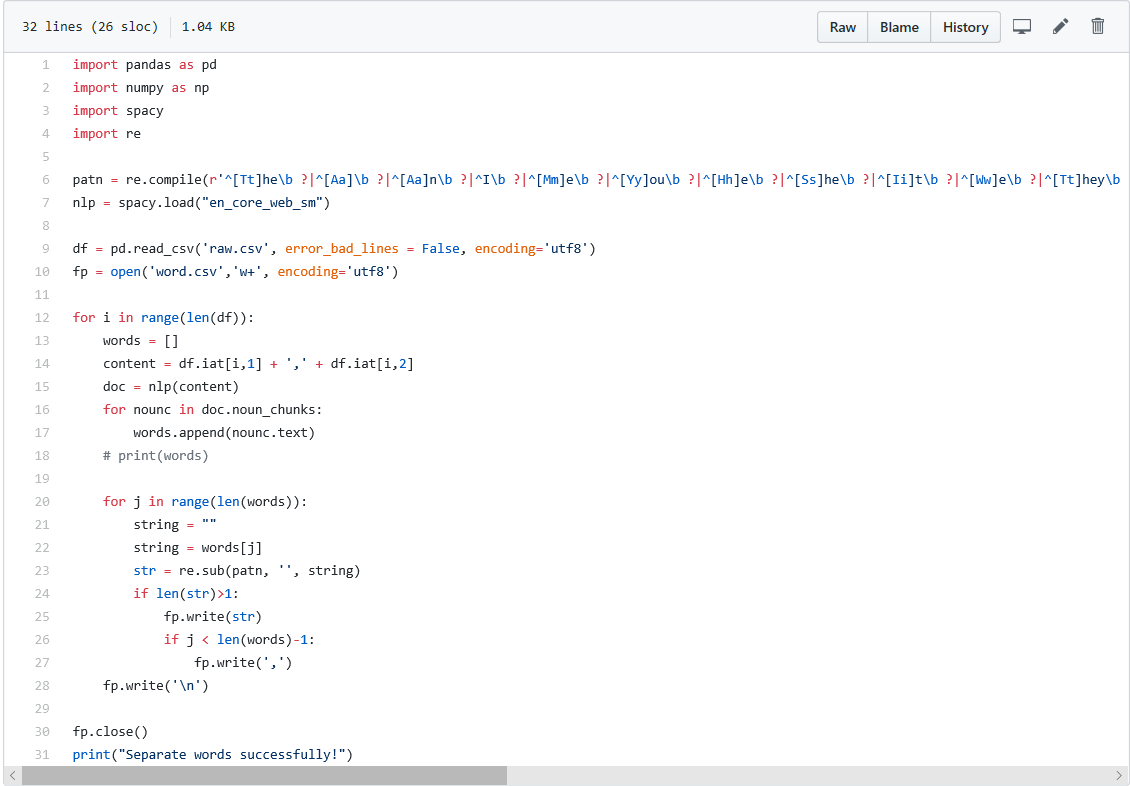 32 lines (26 sloc) 1.04 KB Raw Blame History
1 import pandas as pd
2 import numpy as np
3 import spacy
4 import re
5
6 patn = re.compile(r'^[Tt]he\b ?|^[Aa]\b ?|^[Aa]n\b ?|^I\b ?|^[Mm]e\b ?|^[Yy]ou\b ?|^[Hh]e\b ?|^[Ss]he\b ?|^[Ii]t\b ?|^[Ww]e\b ?|^[Tt]hey\b
7 nlp = spacy.load("en_core_web_sm")
8
9 df = pd.read_csv('raw.csv', error_bad_lines = False, encoding='utf8')
10 fp = open('word.csv','w+', encoding='utf8')
11
12 for i in range(len(df)):
13     words = []
14     content = df.iat[i,1] + ',' + df.iat[i,2]
15     doc = nlp(content)
16     for nounc in doc.noun_chunks:
17         words.append(nounc.text)
18     # print(words)
19
20     for j in range(len(words)):
21         string = ""
22         string = words[j]
23         str = re.sub(patn, '', string)
24         if len(str)>1:
25             fp.write(str)
26             if j < len(words)-1:
27                 fp.write(',')
28     fp.write('\n')
29
30 fp.close()
31 print("Separate words successfully!")